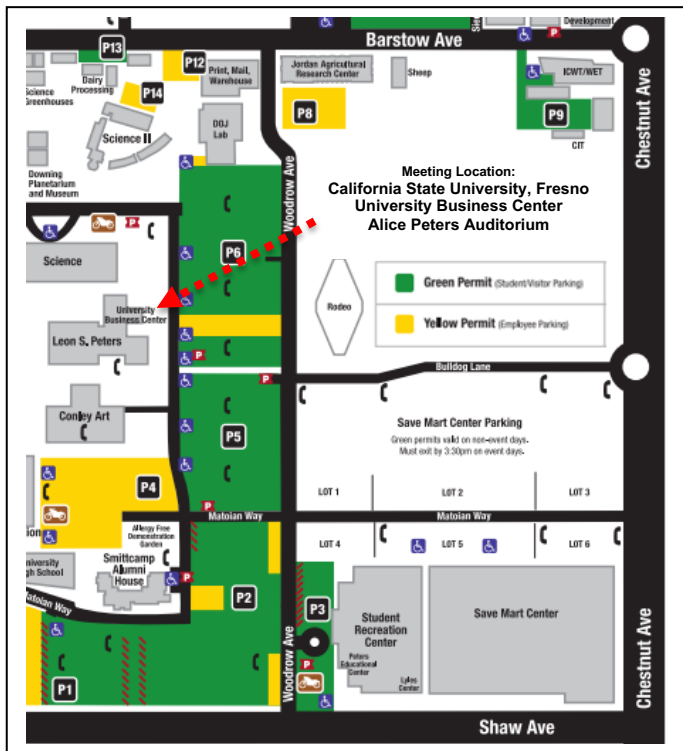 Barstow Ave
Development
P13
P12
Dairy
Processing
Science
Greenhouses
P14
Print, Mail,
Warehouse
Jordan Agricultural
Research Center
Sheep
ICWT/WET
P8
P9
CIT
Science II
DOJ
Lab
Downing
Planetarium
and Museum
Woodrow Ave
Chestnut Ave
Meeting Location:
California State University, Fresno
University Business Center
Alice Peters Auditorium
P
Science
P6
Green Permit (Student/Visitor Parking)
Yellow Permit (Employee Parking)
Rodeo
University
Business Center
Leon S. Peters
P
P
Bulldog Lane
Conley Art
P5
Save Mart Center Parking
Green permits valid on non-event days.
Must exit by 3:30pm on event days.
P4
LOT 1
LOT 2
LOT 3
P
Matoian Way
Matoian Way
Allergy Free
Demonstration
Garden
LOT 4
LOT 5
LOT 6
Smittcamp
Alumni
House
P
High School
Matoian Way
P2
P3
Student
Recreation
Center
Save Mart Center
Peters
Educational
Center
Lyles
Center
P
P1
Woodrow Ave
Chestnut Ave
Shaw Ave